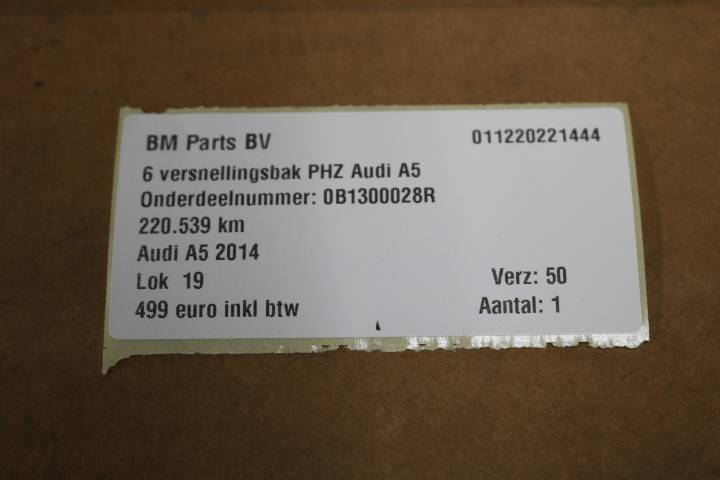 BM Parts BV 011220221444
6 versnellingsbak PHZ Audi A5
Onderdeelnummer: 0B1300028R
220.539 km
Audi A5 2014
Lok 19 Verz: 50
499 euro inkl btw Aantal: 1